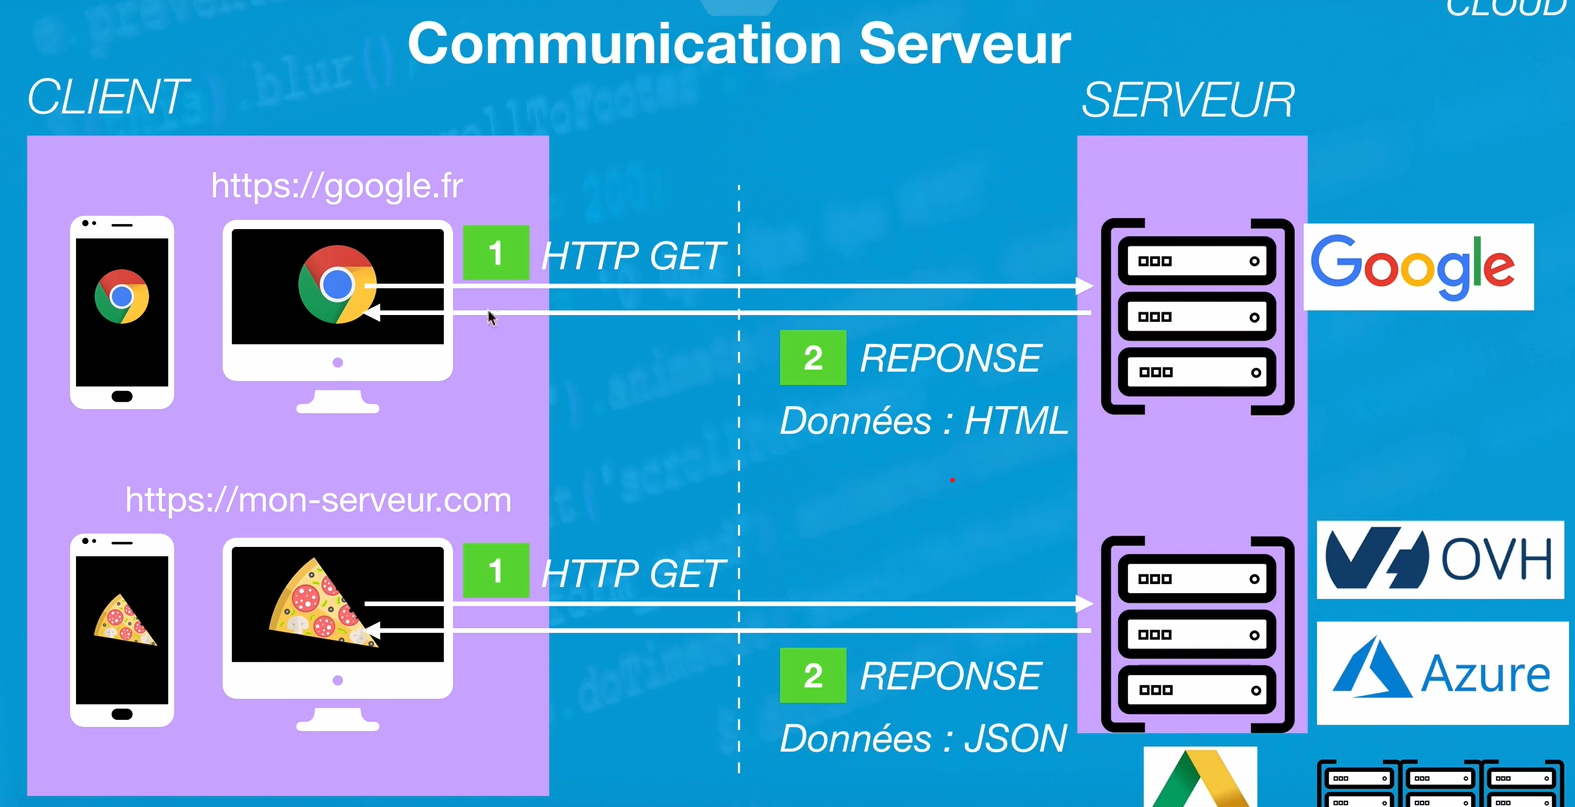 CLOUD
Communication Serveur
CLIENT
SERVEUR
https://google.fr
1
HTTP GET
Google
2
REPONSE
Données : HTML
https://mon-serveur.com
1
HTTP GET
OVH
Azure
2
REPONSE
Données : JSON